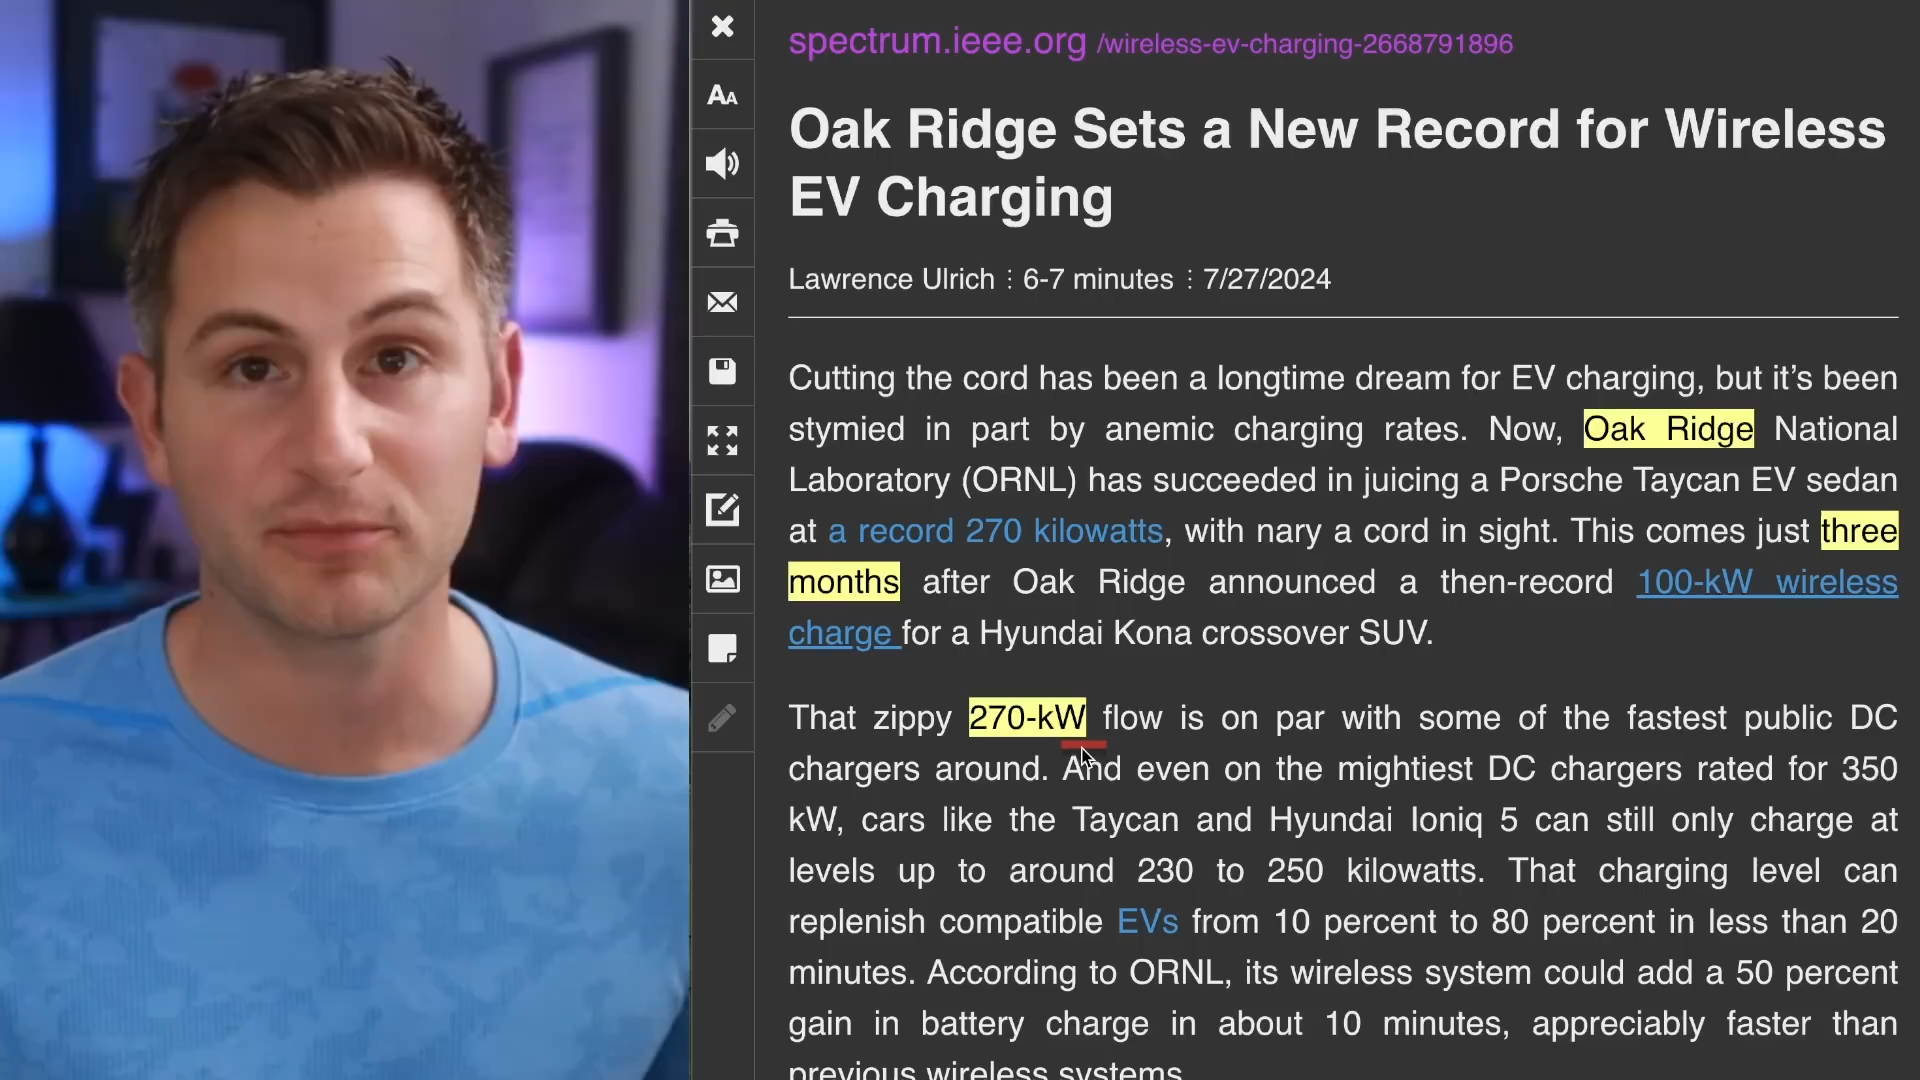 spectrum.ieee.org /wireless-ev-charging-2668791896
Oak Ridge Sets a New Record for Wireless
EV Charging
Lawrence Ulrich ⋮ 6-7 minutes ⋮ 7/27/2024
Cutting the cord has been a longtime dream for EV charging, but it’s been
stymied in part by anemic charging rates. Now, Oak Ridge National
Laboratory (ORNL) has succeeded in juicing a Porsche Taycan EV sedan
at a record 270 kilowatts, with nary a cord in sight. This comes just three
months after Oak Ridge announced a then-record 100-kW wireless
charge for a Hyundai Kona crossover SUV.
That zippy 270-kW flow is on par with some of the fastest public DC
chargers around. And even on the mightiest DC chargers rated for 350
kW, cars like the Taycan and Hyundai Ioniq 5 can still only charge at
levels up to around 230 to 250 kilowatts. That charging level can
replenish compatible EVs from 10 percent to 80 percent in less than 20
minutes. According to ORNL, its wireless system could add a 50 percent
gain in battery charge in about 10 minutes, appreciably faster than
previous wireless systems.